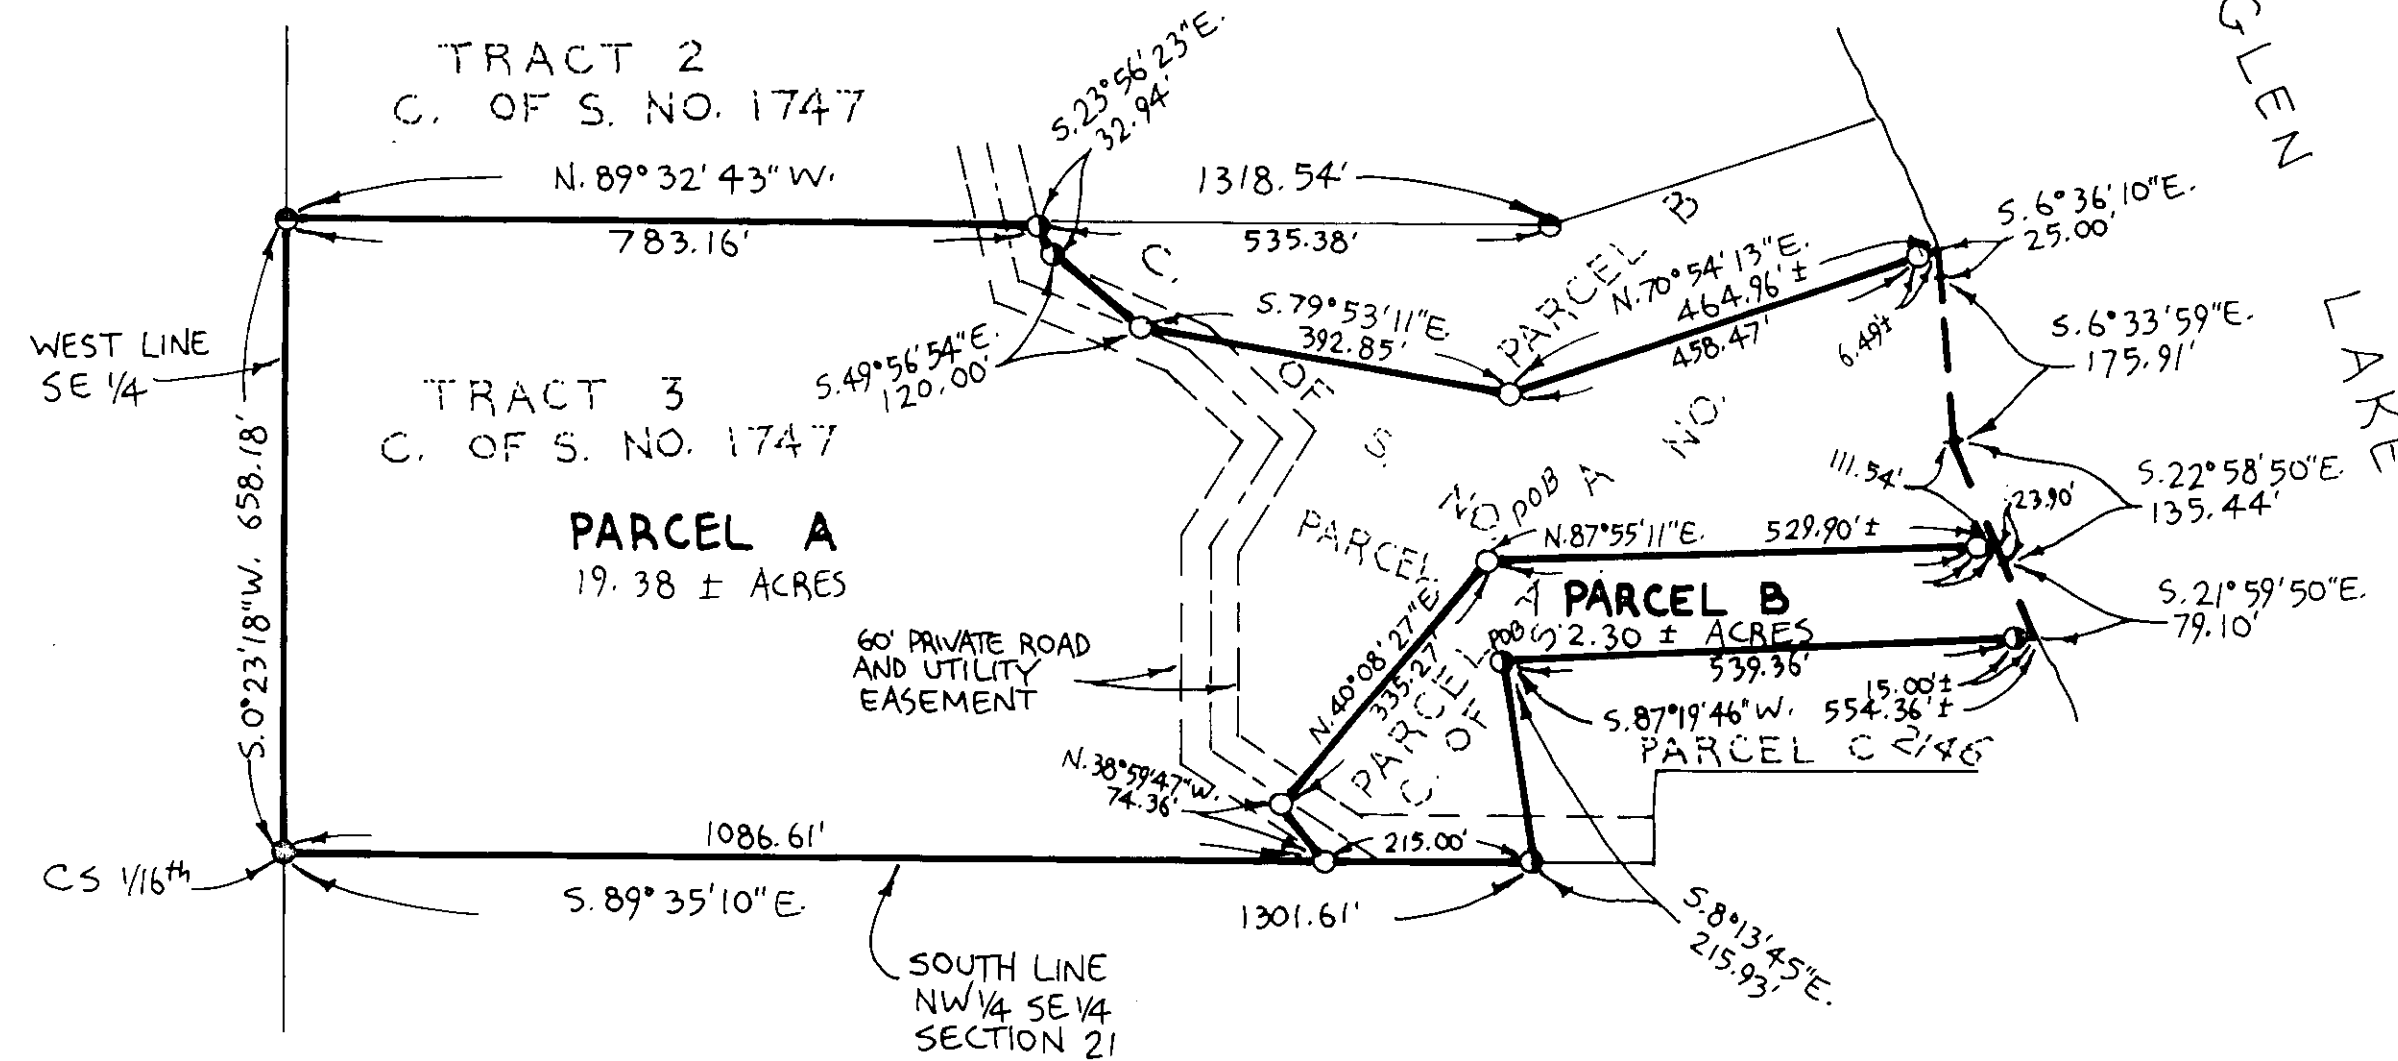 TRACT 2
C. OF S. NO. 1747
N. 89° 32' 43" W.
783.16'
S. 23° 56' 23" E.
32.94'
1318.54'
535.38'
GLEN LAKE
S. 6° 36' 10" E.
25.00'
S. 6° 33' 59" E.
175.91'
N. 70° 54' 13" E.
464.96' ±
458.47'
6.49' ±
PARCEL B
C. OF S. NO.
S. 79° 53' 11" E.
392.85'
S. 49° 56' 54" E.
120.00'
WEST LINE
SE 1/4
TRACT 3
C. OF S. NO. 1747
S. 0° 23' 18" W. 658.18'
PARCEL A
19.38 ± ACRES
111.54'
23.90'
S. 22° 58' 50" E.
135.44'
NO.
POB
A
PARCEL
N. 87° 55' 11" E.
529.90' ±
PARCEL B
2.30 ± ACRES
POB
539.36'
S. 21° 59' 50" E.
79.10'
15.00' ±
S. 87° 19' 46" W. 554.36' ±
PARCEL C 2146
60' PRIVATE ROAD
AND UTILITY
EASEMENT
N. 40° 08' 27" E.
335.27'
PARCEL A
C. OF S.
N. 38° 59' 47" W.
74.36'
1086.61'
215.00'
CS 1/16th
S. 89° 35' 10" E.
1301.61'
S. 8° 13' 45" E.
215.93'
SOUTH LINE
NW 1/4 SE 1/4
SECTION 21